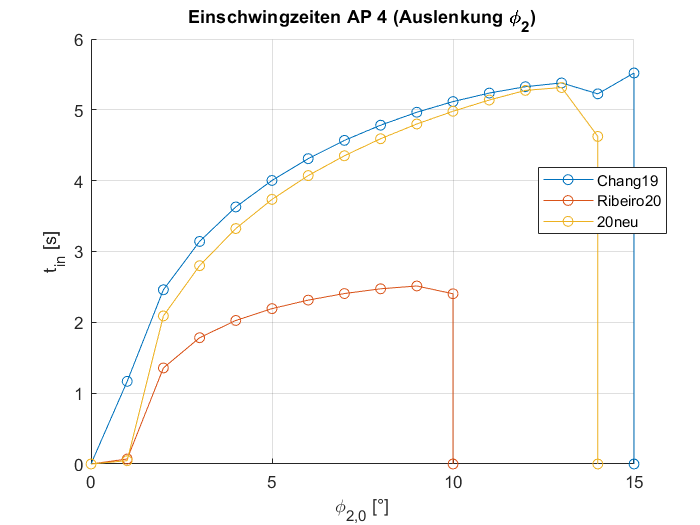 Einschwingzeiten AP 4 (Auslenkung ϕ2)
6
5
4
3
2
1
0
t_in [s]
Chang19
Ribeiro20
20neu
0 5 10 15
ϕ2,0 [°]